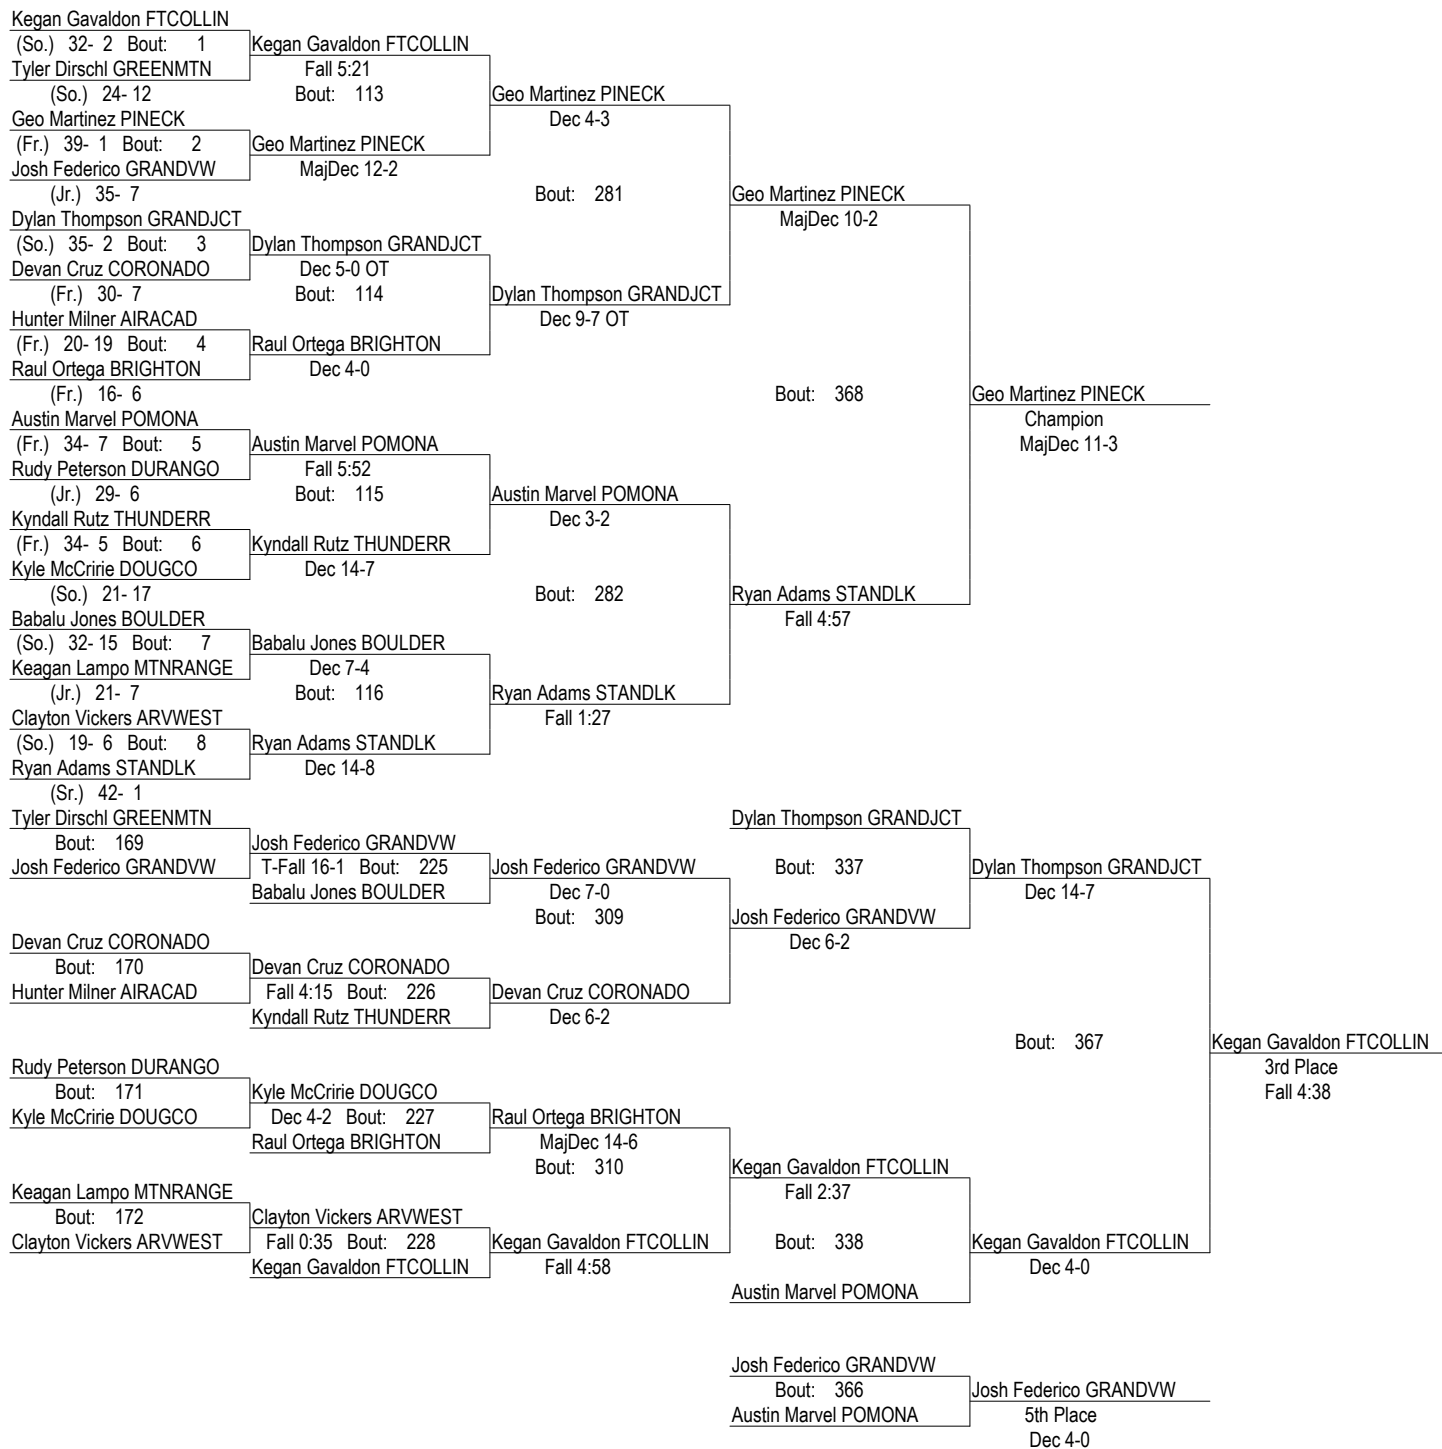 Kegan Gavaldon FTCOLLIN
(So.) 32- 2 Bout: 1 Kegan Gavaldon FTCOLLIN
Tyler Dirschl GREENMTN Fall 5:21
(So.) 24- 12 Bout: 113 Geo Martinez PINECK
Geo Martinez PINECK Dec 4-3
(Fr.) 39- 1 Bout: 2 Geo Martinez PINECK
Josh Federico GRANDVW MajDec 12-2
(Jr.) 35- 7 Bout: 281 Geo Martinez PINECK
Dylan Thompson GRANDJCT MajDec 10-2
(So.) 35- 2 Bout: 3 Dylan Thompson GRANDJCT
Devan Cruz CORONADO Dec 5-0 OT
(Fr.) 30- 7 Bout: 114 Dylan Thompson GRANDJCT
Hunter Milner AIRACAD Dec 9-7 OT
(Fr.) 20- 19 Bout: 4 Raul Ortega BRIGHTON
Raul Ortega BRIGHTON Dec 4-0
(Fr.) 16- 6 Bout: 368 Geo Martinez PINECK
Austin Marvel POMONA Champion
(Fr.) 34- 7 Bout: 5 Austin Marvel POMONA MajDec 11-3
Rudy Peterson DURANGO Fall 5:52
(Jr.) 29- 6 Bout: 115 Austin Marvel POMONA
Kyndall Rutz THUNDERR Dec 3-2
(Fr.) 34- 5 Bout: 6 Kyndall Rutz THUNDERR
Kyle McCririe DOUGCO Dec 14-7
(So.) 21- 17 Bout: 282 Ryan Adams STANDLK
Babalu Jones BOULDER Fall 4:57
(So.) 32- 15 Bout: 7 Babalu Jones BOULDER
Keagan Lampo MTNRANGE Dec 7-4
(Jr.) 21- 7 Bout: 116 Ryan Adams STANDLK
Clayton Vickers ARVWEST Fall 1:27
(So.) 19- 6 Bout: 8 Ryan Adams STANDLK
Ryan Adams STANDLK Dec 14-8
(Sr.) 42- 1
Tyler Dirschl GREENMTN Dylan Thompson GRANDJCT
Bout: 169 Josh Federico GRANDVW
Josh Federico GRANDVW T-Fall 16-1 Bout: 225 Josh Federico GRANDVW Bout: 337 Dylan Thompson GRANDJCT
Babalu Jones BOULDER Dec 7-0 Dec 14-7
Bout: 309 Josh Federico GRANDVW
Devan Cruz CORONADO Dec 6-2
Bout: 170 Devan Cruz CORONADO
Hunter Milner AIRACAD Fall 4:15 Bout: 226 Devan Cruz CORONADO
Kyndall Rutz THUNDERR Dec 6-2
Bout: 367 Kegan Gavaldon FTCOLLIN
Rudy Peterson DURANGO 3rd Place
Bout: 171 Kyle McCririe DOUGCO Fall 4:38
Kyle McCririe DOUGCO Dec 4-2 Bout: 227 Raul Ortega BRIGHTON
Raul Ortega BRIGHTON MajDec 14-6
Bout: 310 Kegan Gavaldon FTCOLLIN
Keagan Lampo MTNRANGE Fall 2:37
Bout: 172 Clayton Vickers ARVWEST
Clayton Vickers ARVWEST Fall 0:35 Bout: 228 Kegan Gavaldon FTCOLLIN Bout: 338 Kegan Gavaldon FTCOLLIN
Kegan Gavaldon FTCOLLIN Fall 4:58 Dec 4-0
Austin Marvel POMONA
Josh Federico GRANDVW
Bout: 366 Josh Federico GRANDVW
Austin Marvel POMONA 5th Place
Dec 4-0